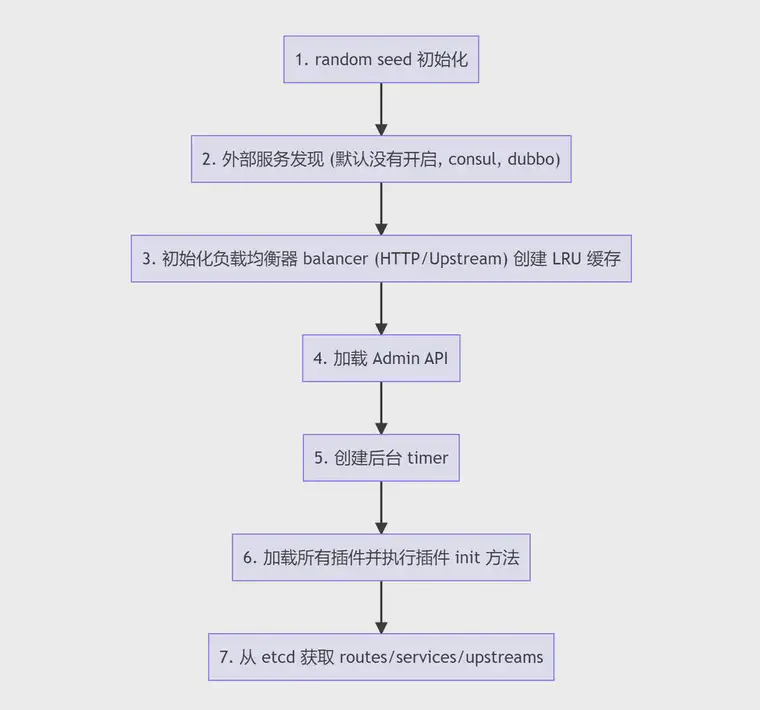 1. random seed 初始化
2. 外部服务发现 (默认没有开启, consul, dubbo)
3. 初始化负载均衡器 balancer (HTTP/Upstream) 创建 LRU 缓存
4. 加载 Admin API
5. 创建后台 timer
6. 加载所有插件并执行插件 init 方法
7. 从 etcd 获取 routes/services/upstreams